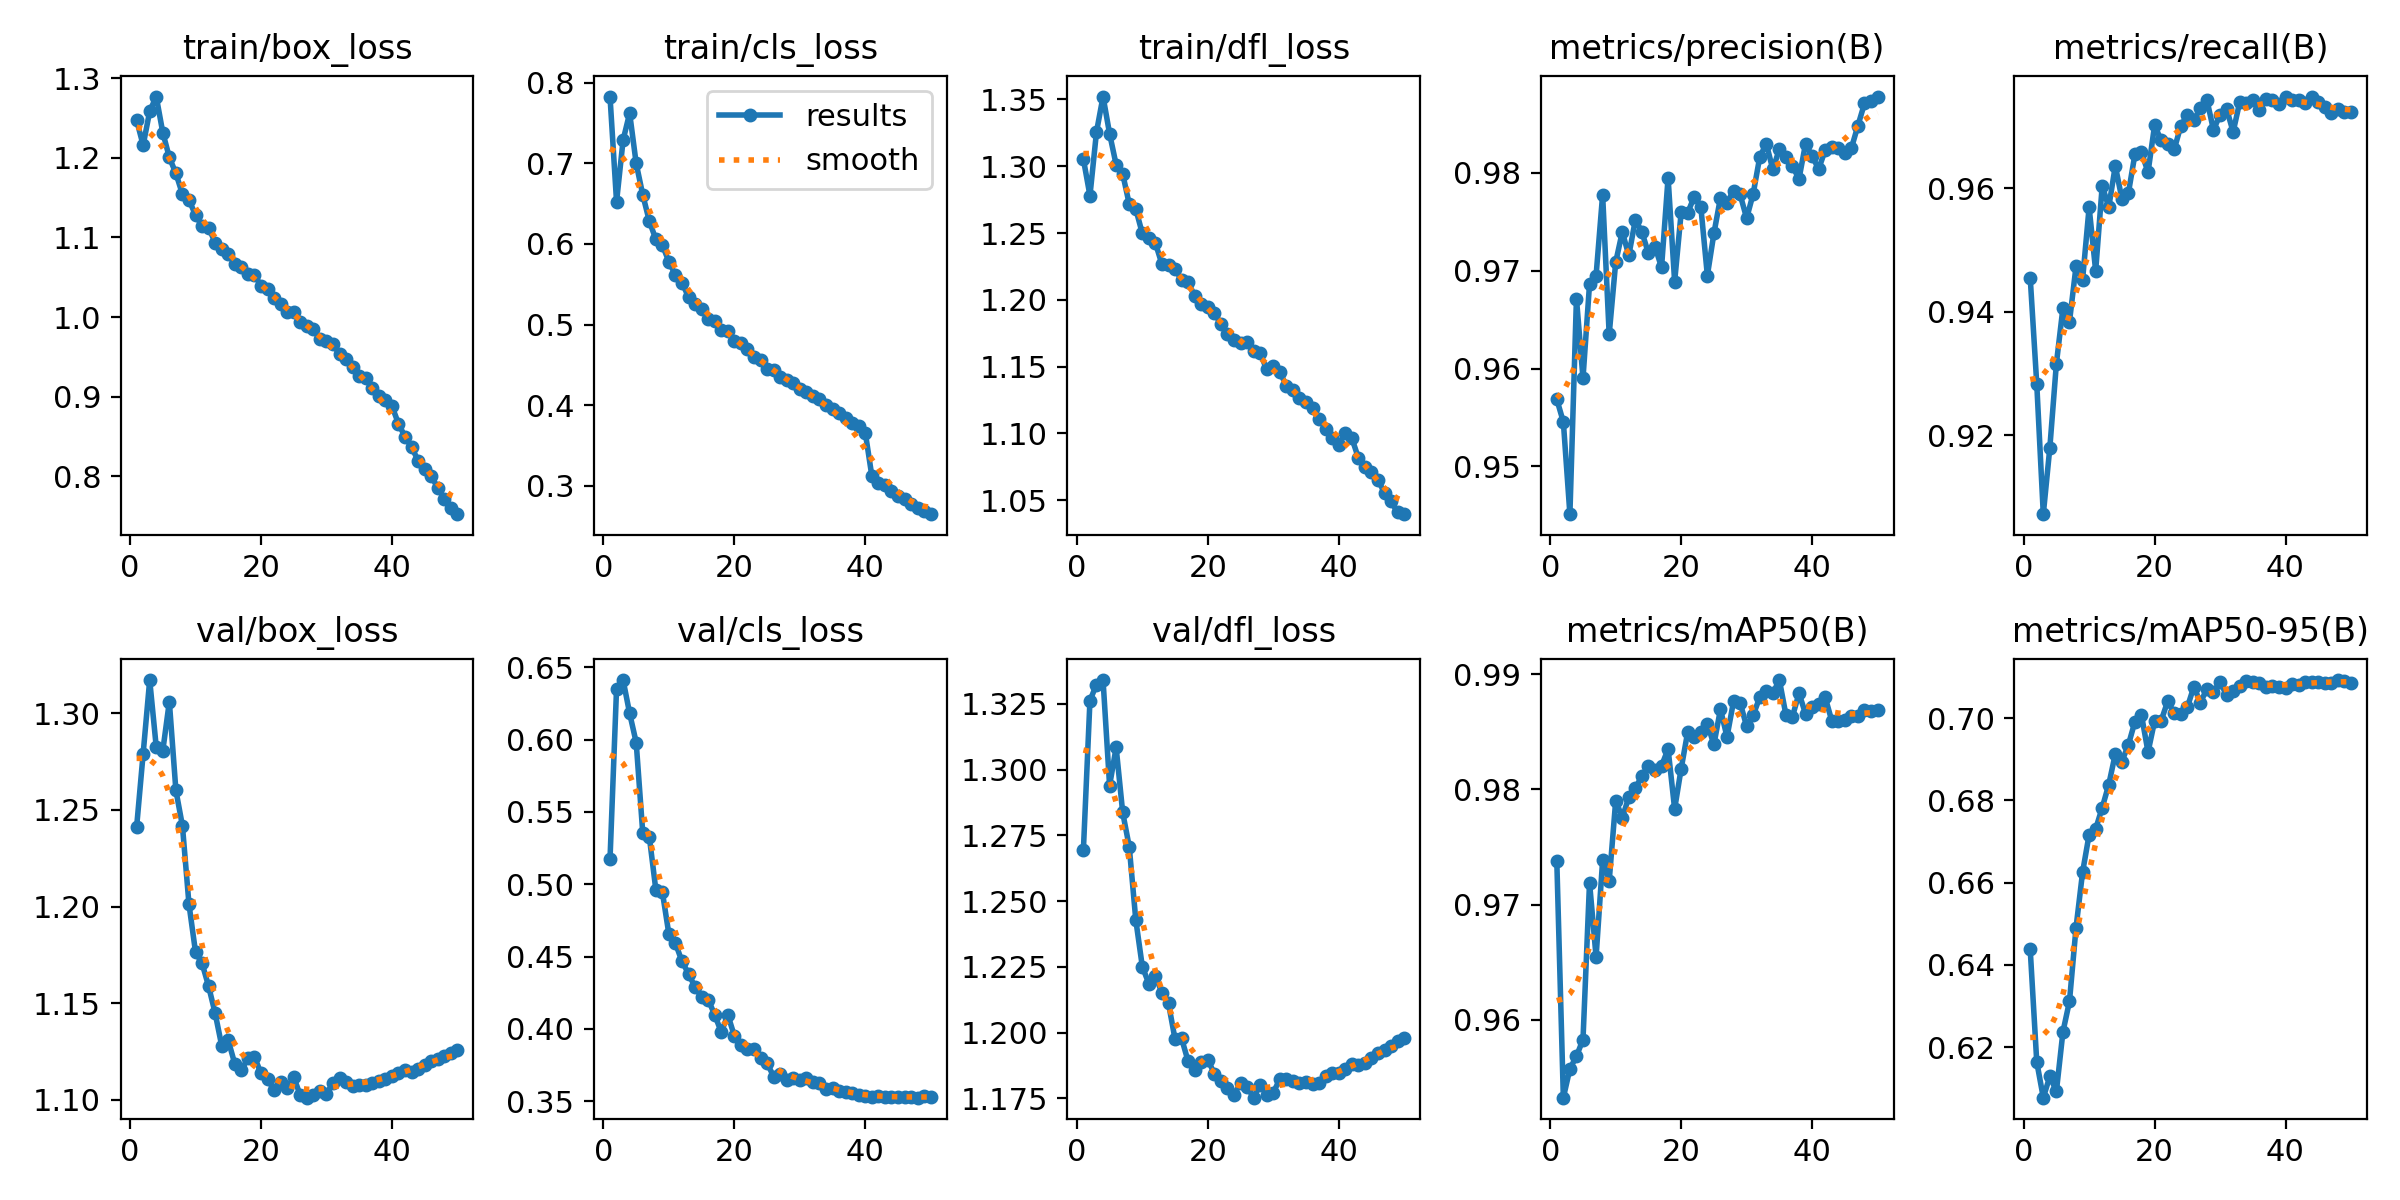 train/box_loss
1.3
1.2
1.1
1.0
0.9
0.8
0 20 40
train/cls_loss
results
smooth
0.8
0.7
0.6
0.5
0.4
0.3
0 20 40
train/dfl_loss
1.35
1.30
1.25
1.20
1.15
1.10
1.05
0 20 40
metrics/precision(B)
0.98
0.97
0.96
0.95
0 20 40
metrics/recall(B)
0.96
0.94
0.92
0 20 40
val/box_loss
1.30
1.25
1.20
1.15
1.10
0 20 40
val/cls_loss
0.65
0.60
0.55
0.50
0.45
0.40
0.35
0 20 40
val/dfl_loss
1.325
1.300
1.275
1.250
1.225
1.200
1.175
0 20 40
metrics/mAP50(B)
0.99
0.98
0.97
0.96
0 20 40
metrics/mAP50-95(B)
0.70
0.68
0.66
0.64
0.62
0 20 40